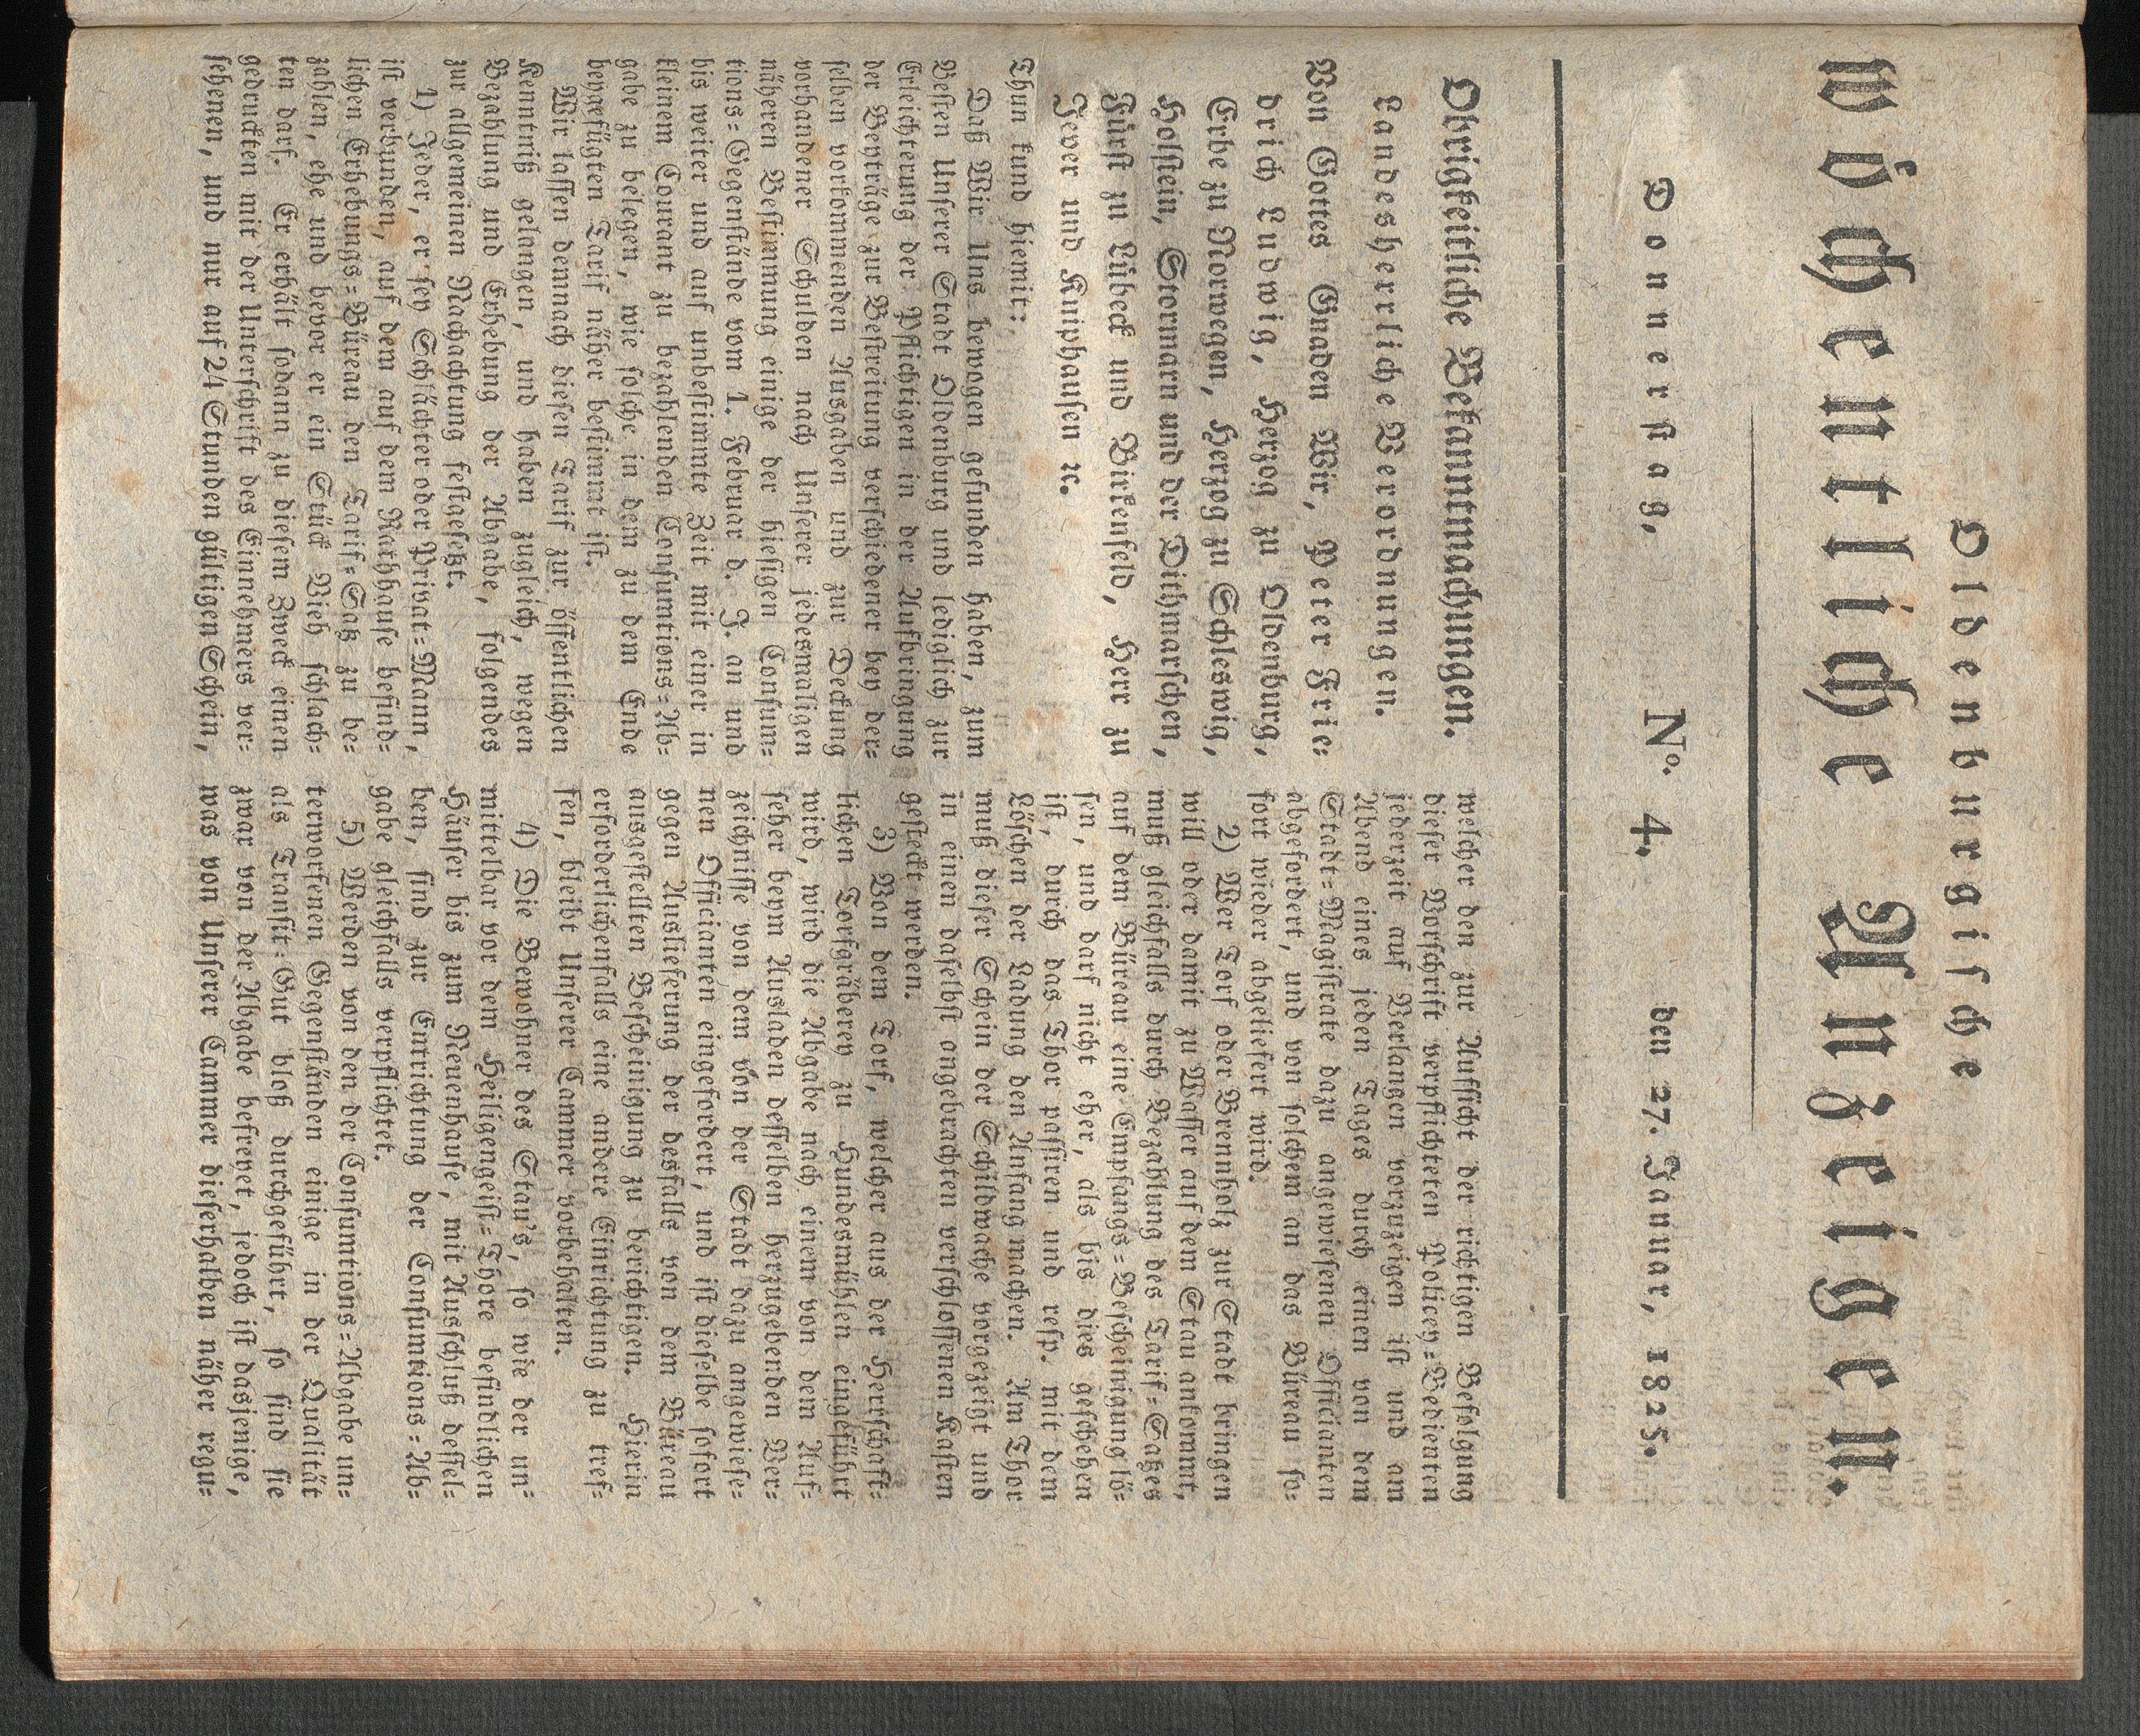 Oldenburgische
wöchentliche Anzeigen.
Donnerstag, No. 4. den 27. Januar, 1825.
Obrigkeitliche Bekanntmachungen.
Landesherrliche Verordnungen.
Von Gottes Gnaden Wir, Peter Frie-
drich Ludwig, Herzog zu Oldenburg,
Erbe zu Norwegen, Herzog zu Schleswig,
Holstein, Stormarn und der Dithmarschen,
Fürst zu Lübeck und Birkenfeld, Herr zu
Jever und Kniphausen ꝛc.
Thun kund hiemit:
Daß Wir Uns bewogen gefunden haben, zum
Besten Unserer Stadt Oldenburg und lediglich zur
Erleichterung der Pflichtigen in der Aufbringung
der Beyträge zur Bestreitung verschiedener bey der-
selben vorkommenden Ausgaben und zur Deckung
vorhandener Schulden nach Unserer jedesmaligen
näheren Bestimmung einige der hiesigen Consum-
tions-Gegenstände vom 1. Februar d. J. an und
bis weiter und auf unbestimmte Zeit mit einer in
kleinem Courant zu bezahlenden Consumtions-Ab-
gabe zu belegen, wie solche in dem zu dem Ende
beygefügten Tarif näher bestimmt ist.
Wir lassen demnach diesen Tarif zur öffentlichen
Kenntniß gelangen, und haben zugleich, wegen
Bezahlung und Erhebung der Abgabe, folgendes
zur allgemeinen Nachachtung festgesetzt.
1) Jeder, er sey Schlächter oder Privat-Mann,
ist verbunden, auf dem auf dem Rathhause befind-
lichen Erhebungs-Büreau den Tarif-Satz zu be-
zahlen, ehe und bevor er ein Stück Vieh schlach-
ten darf. Er erhält sodann zu diesem Zweck einen
gedruckten mit der Unterschrift des Einnehmers ver-
sehenen, und nur auf 24 Stunden gültigen Schein,
welcher den zur Aufsicht der richtigen Befolgung
dieser Vorschrift verpflichteten Policey-Bedienten
jederzeit auf Verlangen vorzuzeigen ist und am
Abend eines jeden Tages durch einen von dem
Stadt-Magistrate dazu angewiesenen Officianten
abgefordert, und von solchem an das Büreau so-
fort wieder abgeliefert wird.
2) Wer Torf oder Brennholz zur Stadt bringen
will oder damit zu Wasser auf dem Stau ankommt,
muß gleichfalls durch Bezahlung des Tarif-Satzes
auf dem Büreau eine Empfangs-Bescheinigung lö-
sen, und darf nicht eher, als bis dies geschehen
ist, durch das Thor passiren und resp. mit dem
Löschen der Ladung den Anfang machen. Am Thor
muß dieser Schein der Schildwache vorgezeigt und
in einen daselbst angebrachten verschlossenen Kasten
gesteckt werden.
3) Von dem Torf, welcher aus der Herrschaft-
lichen Torfgräberey zu Hundesmühlen eingeführt
wird, wird die Abgabe nach einem von dem Auf-
seher beym Ausladen desselben herzugebenden Ver-
zeichnisse von dem von der Stadt dazu angewiese-
nen Officianten eingefordert, und ist dieselbe sofort
gegen Auslieferung der desfalls von dem Büreau
ausgestellten Bescheinigung zu berichtigen. Hierin
erforderlichenfalls eine andere Einrichtung zu tref-
fen, bleibt Unserer Cammer vorbehalten.
4) Die Bewohner des Stau's, so wie der un-
mittelbar vor dem Heiligengeist-Thore befindlichen
Häuser bis zum Neuenhause, mit Ausschluß dessel-
ben, sind zur Entrichtung der Consumtions-Ab-
gabe gleichfalls verpflichtet.
5) Werden von den der Consumtions-Abgabe un-
terworfenen Gegenständen einige in der Qualität
als Transit-Gut bloß durchgeführt, so sind sie
zwar von der Abgabe befreyet, jedoch ist dasjenige,
was von Unserer Cammer dieserhalben näher regu-